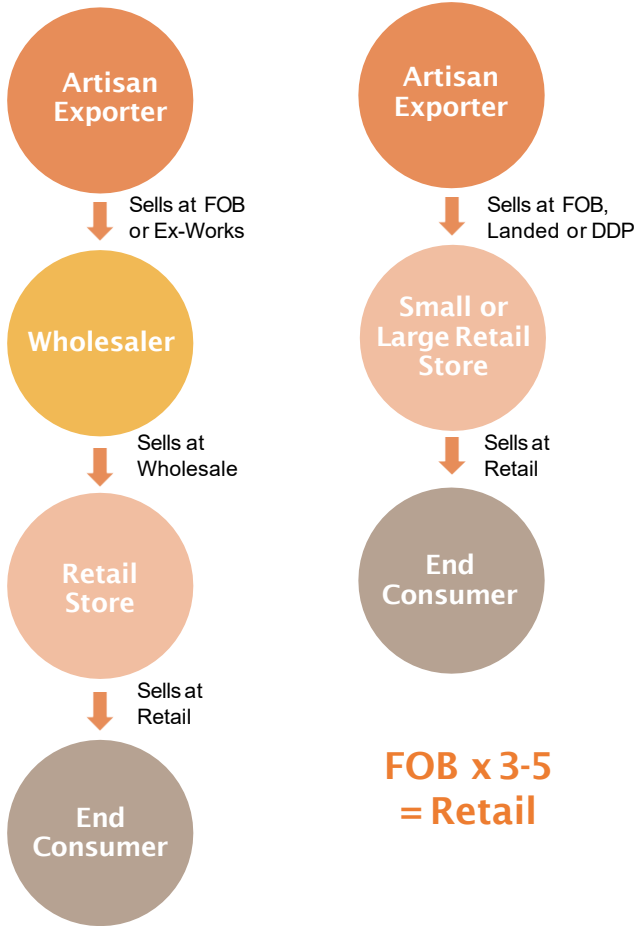 Artisan
Exporter
Sells at FOB
or Ex-Works
Wholesaler
Sells at
Wholesale
Retail
Store
Sells at
Retail
End
Consumer
Artisan
Exporter
Sells at FOB,
Landed or DDP
Small or
Large Retail
Store
Sells at
Retail
End
Consumer
FOB x 3-5
= Retail